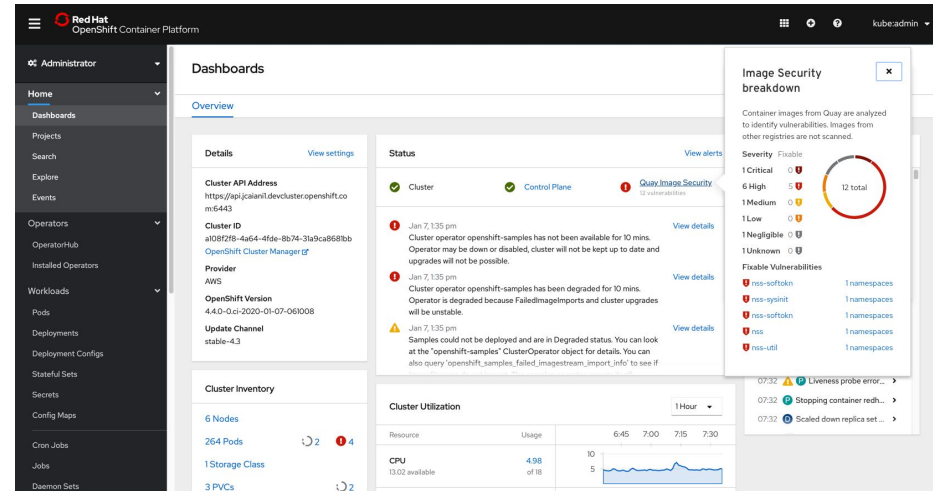 Red Hat
OpenShift Container Platform
kube:admin
Administrator
Home
Dashboards
Projects
Search
Explore
Events
Operators
OperatorHub
Installed Operators
Workloads
Pods
Deployments
Deployment Configs
Stateful Sets
Secrets
Config Maps
Cron Jobs
Jobs
Daemon Sets
Dashboards
Overview
Details
View settings
Cluster API Address
https://api.jcaianil.devcluster.openshift.co
m:6443
Cluster ID
a108f2f8-4a64-4fde-8b74-31a9ca8681bb
OpenShift Cluster Manager
Provider
AWS
OpenShift Version
4.4.0-0.ci-2020-01-07-061008
Update Channel
stable-4.3
Cluster Inventory
6 Nodes
264 Pods
2
4
1 Storage Class
3 PVCs
2
Status
View alerts
Cluster
Control Plane
Quay Image Security
12 vulnerabilities
Jan 7, 1:35 pm
View details
Cluster operator openshift-samples has not been available for 10 mins.
Operator may be down or disabled, cluster will not be kept up to date and
upgrades will not be possible.
Jan 7, 1:35 pm
View details
Cluster operator openshift-samples has been degraded for 10 mins.
Operator is degraded because FailedImageImports and cluster upgrades
will be unstable.
Jan 7, 1:35 pm
View details
Samples could not be deployed and are in Degraded status. You can look
at the "openshift-samples" ClusterOperator object for details. You can
also query 'openshift_samples_failed_imagestream_import_info' to see if
Cluster Utilization
1 Hour
Resource
Usage
6:45
7:00
7:15
7:30
CPU
4.98
13.02 available
of 18
10
5
Image Security
breakdown
Container images from Quay are analyzed
to identify vulnerabilities. Images from
other registries are not scanned.
Severity
Fixable
1 Critical
0
6 High
5
1 Medium
0
1 Low
0
1 Negligible
0
1 Unknown
0
12 total
Fixable Vulnerabilities
nss-softokn
1 namespaces
nss-sysinit
1 namespaces
nss-softokn
1 namespaces
nss
1 namespaces
nss-util
1 namespaces
07:32
P
Liveness probe error...
07:32
P
Stopping container redh...
07:32
D
Scaled down replica set ...